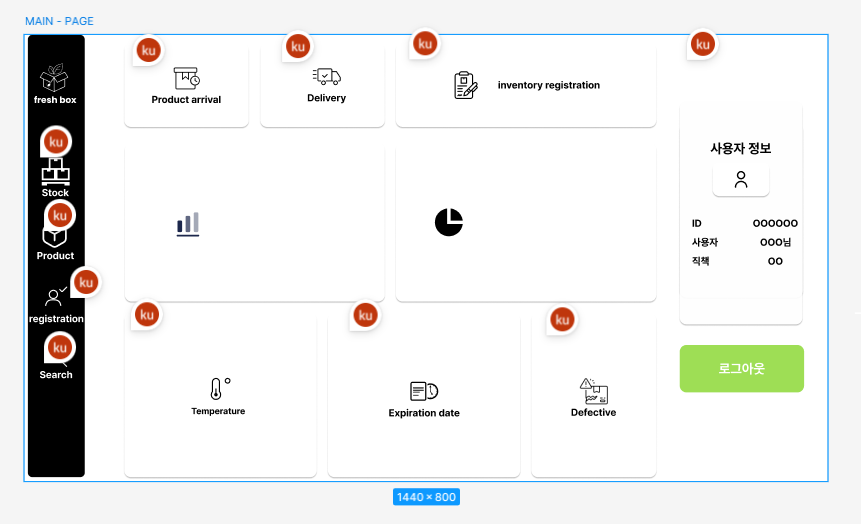 MAIN - PAGE
ku
ku
ku
ku
fresh box
Product arrival
Delivery
inventory registration
ku
Stock
ku
Product
ku
registration
ku
Search
사용자 정보
ID
OOOOOO
사용자
OOO님
직책
OO
ku
ku
ku
Temperature
Expiration date
Defective
로그아웃
1440 × 800